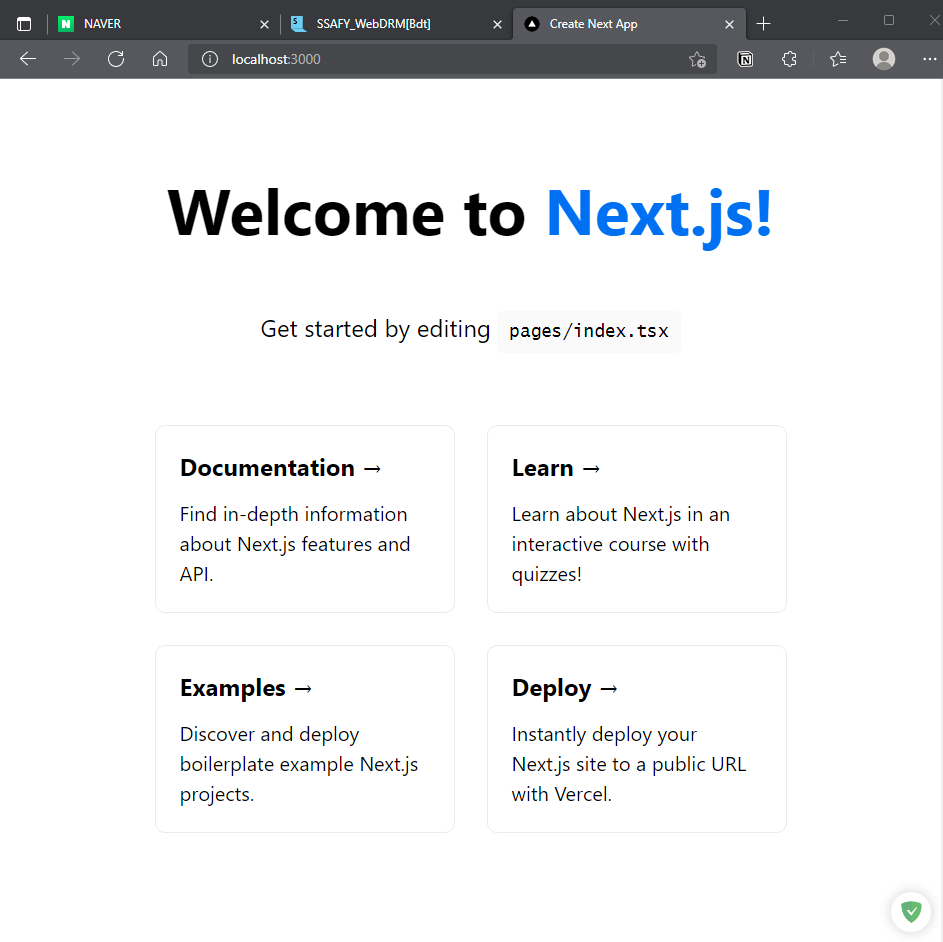 NAVER
SSAFY_WebDRM[Bdt]
Create Next App
localhost:3000
Welcome to Next.js!
Get started by editing pages/index.tsx
Documentation →
Find in-depth information
about Next.js features and
API.
Learn →
Learn about Next.js in an
interactive course with
quizzes!
Examples →
Discover and deploy
boilerplate example Next.js
projects.
Deploy →
Instantly deploy your
Next.js site to a public URL
with Vercel.